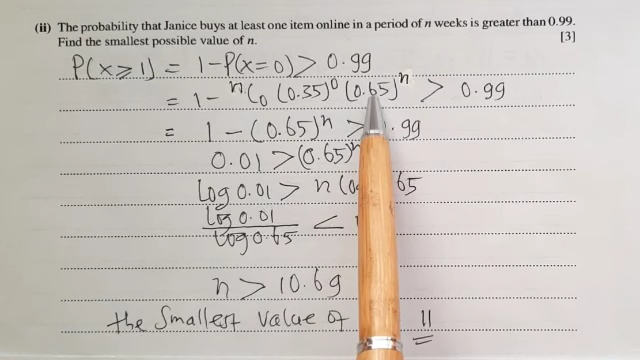 (ii) The probability that Janice buys at least one item online in a period of n weeks is greater than 0.99.
Find the smallest possible value of n. [3]
P(x ⩾ 1) = 1 - P(x = 0) > 0.99
= 1 - ⁿC₀ (0.35)⁰ (0.65)ⁿ > 0.99
= 1 - (0.65)ⁿ > .99
0.01 > (0.65)ⁿ
Log 0.01 > n 65
Log 0.01 / Log 0.65 <
n > 10.69
the smallest value of 11